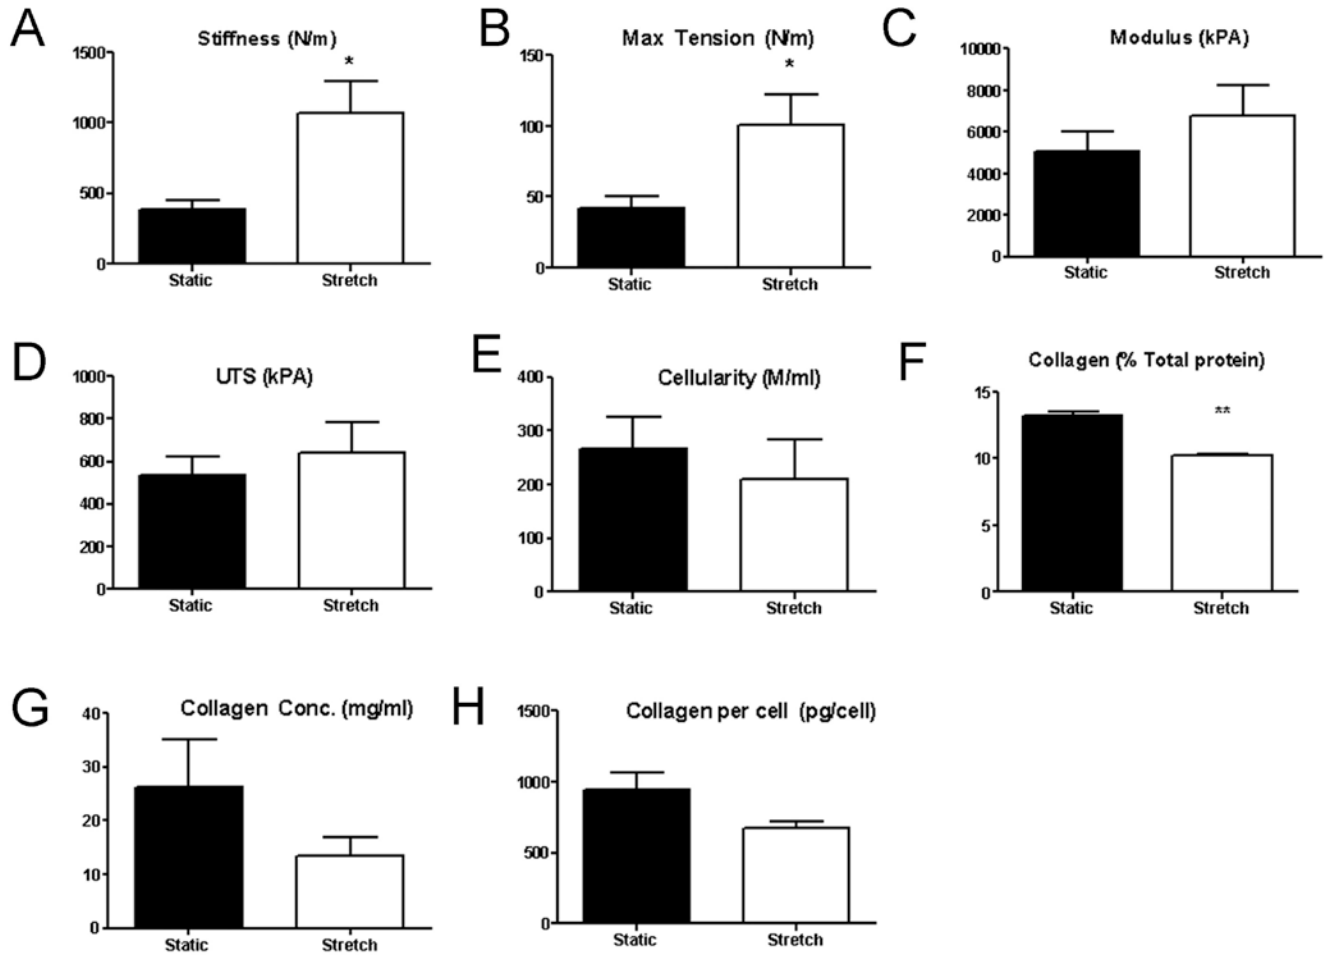 A
Stiffness (N/m)
1500
1000
500
0
*
Static
Stretch
B
Max Tension (N/m)
150
100
50
0
*
Static
Stretch
C
Modulus (kPA)
10000
8000
6000
4000
2000
0
Static
Stretch
D
UTS (kPA)
1000
800
600
400
200
0
Static
Stretch
E
Cellularity (M/ml)
400
300
200
100
0
Static
Stretch
F
Collagen (% Total protein)
15
10
5
0
**
Static
Stretch
G
Collagen Conc. (mg/ml)
40
30
20
10
0
Static
Stretch
H
Collagen per cell (pg/cell)
1500
1000
500
0
Static
Stretch